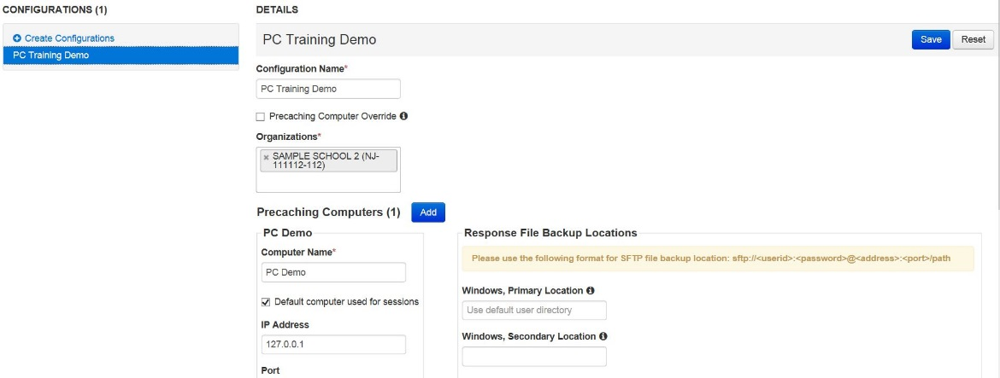 CONFIGURATIONS (1)
Create Configurations
PC Training Demo
DETAILS
PC Training Demo
Save
Reset
Configuration Name*
PC Training Demo
Precaching Computer Override
Organizations*
× SAMPLE SCHOOL 2 (NJ-
111112-112)
Precaching Computers (1)
Add
PC Demo
Computer Name*
PC Demo
Default computer used for sessions
IP Address
127.0.0.1
Port
Response File Backup Locations
Please use the following format for SFTP file backup location: sftp://<userid>:<password>@<address>:<port>/path
Windows, Primary Location
Use default user directory
Windows, Secondary Location